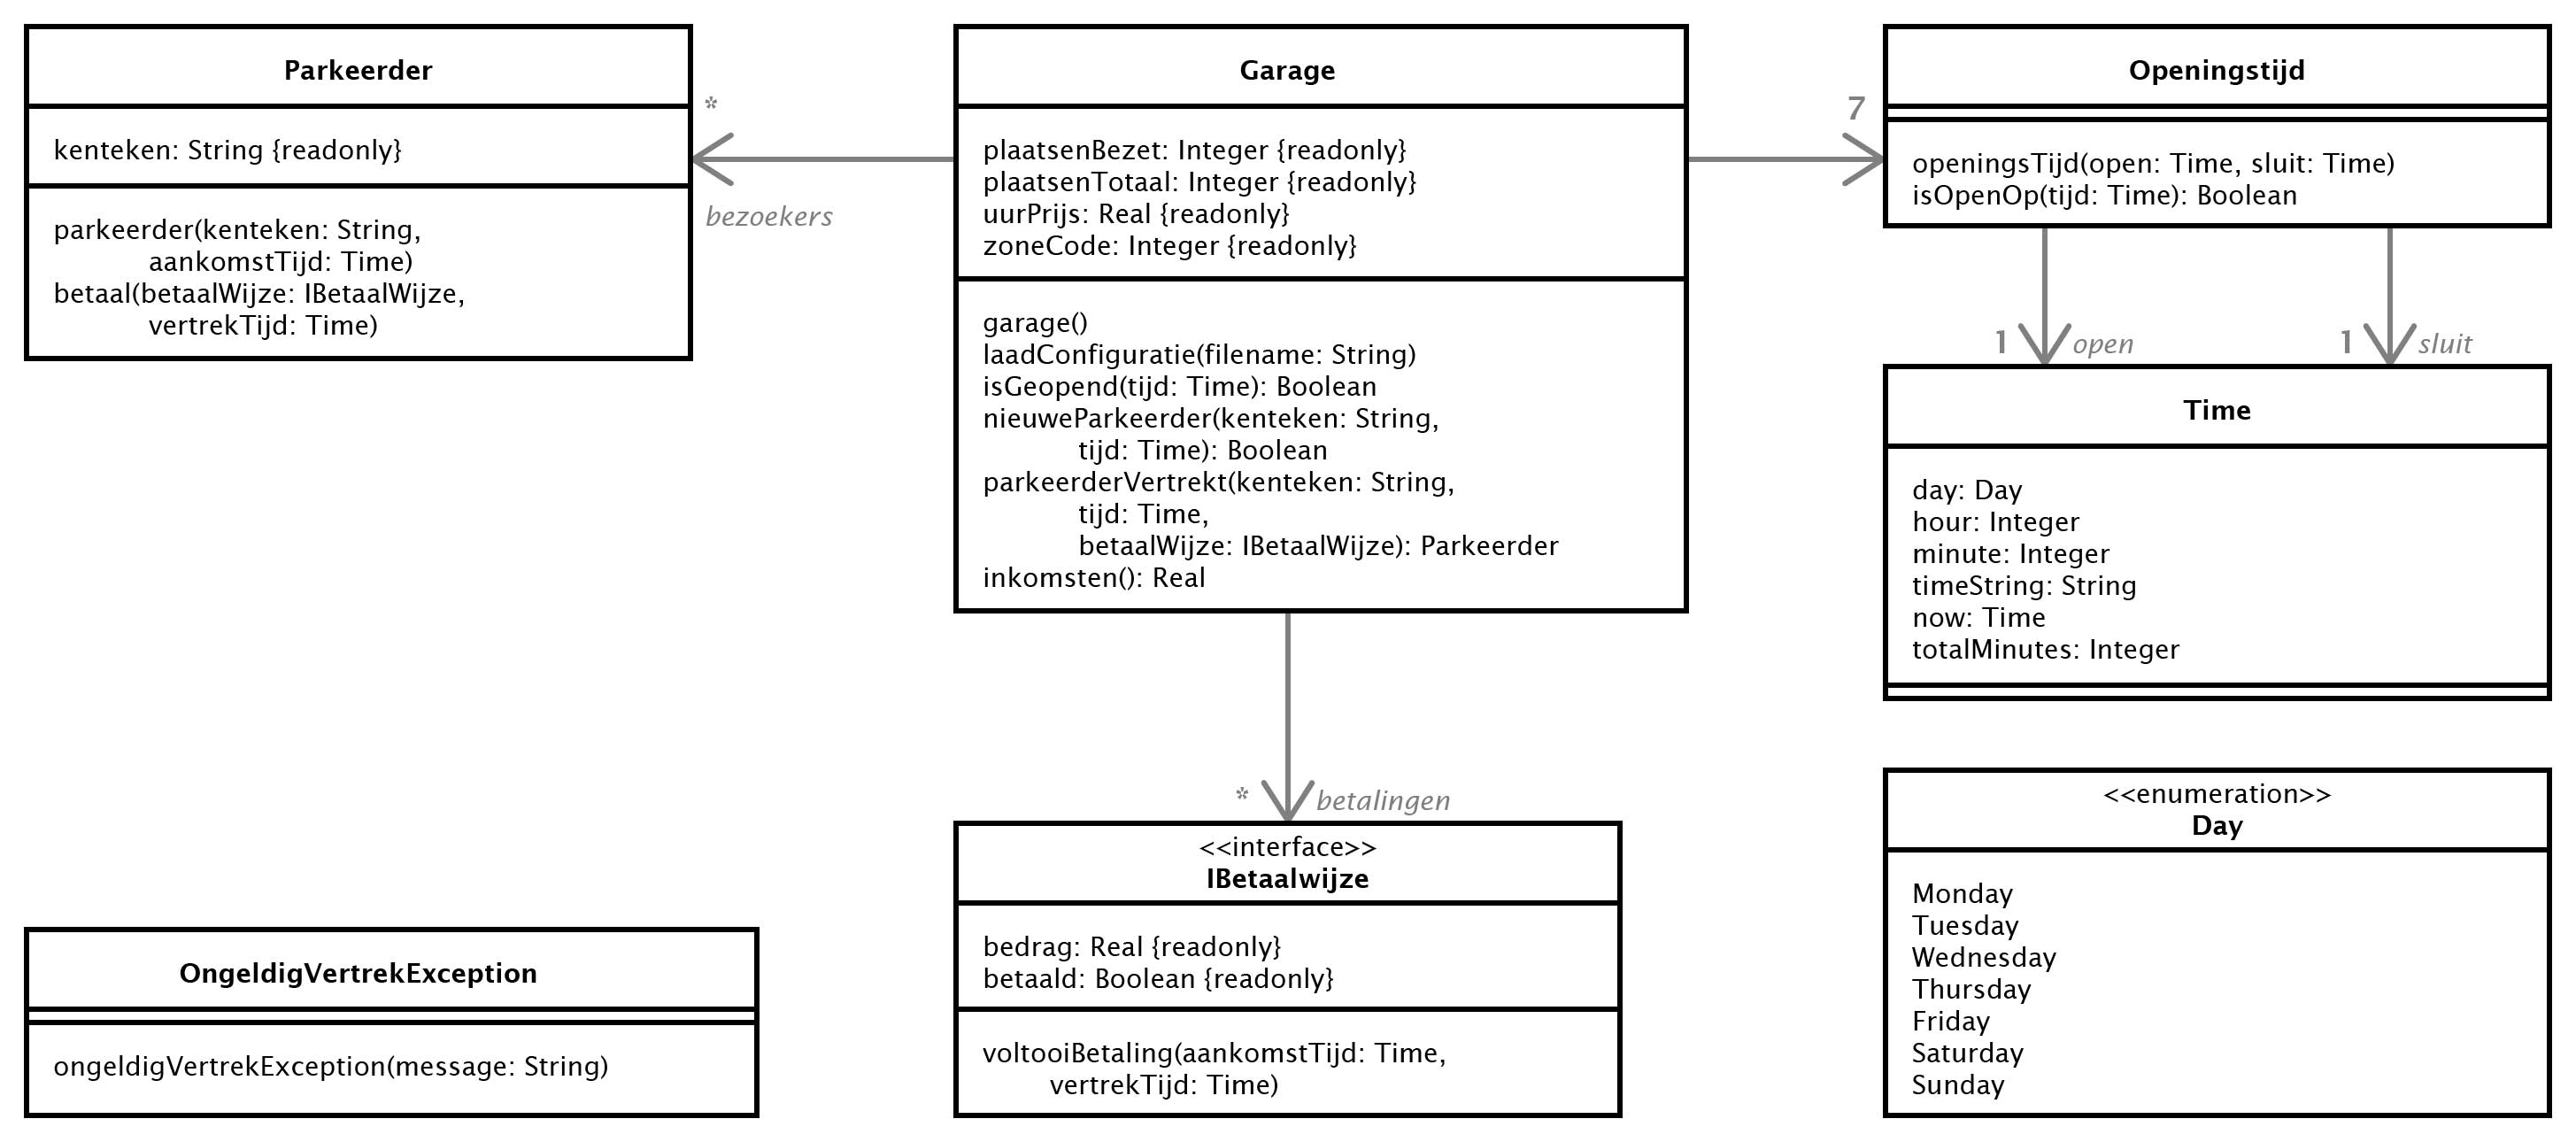 Parkeerder
kenteken: String {readonly}
parkeerder(kenteken: String,
aankomstTijd: Time)
betaal(betaalWijze: IBetaalWijze,
vertrekTijd: Time)
*
bezoekers
Garage
plaatsenBezet: Integer {readonly}
plaatsenTotaal: Integer {readonly}
uurPrijs: Real {readonly}
zoneCode: Integer {readonly}
garage()
laadConfiguratie(filename: String)
isGeopend(tijd: Time): Boolean
nieuweParkeerder(kenteken: String,
tijd: Time): Boolean
parkeerderVertrekt(kenteken: String,
tijd: Time,
betaalWijze: IBetaalWijze): Parkeerder
inkomsten(): Real
7
Openingstijd
openingsTijd(open: Time, sluit: Time)
isOpenOp(tijd: Time): Boolean
1 open
1 sluit
Time
day: Day
hour: Integer
minute: Integer
timeString: String
now: Time
totalMinutes: Integer
* betalingen
<<interface>>
IBetaalwijze
bedrag: Real {readonly}
betaald: Boolean {readonly}
voltooiBetaling(aankomstTijd: Time,
vertrekTijd: Time)
<<enumeration>>
Day
Monday
Tuesday
Wednesday
Thursday
Friday
Saturday
Sunday
OngeldigVertrekException
ongeldigVertrekException(message: String)